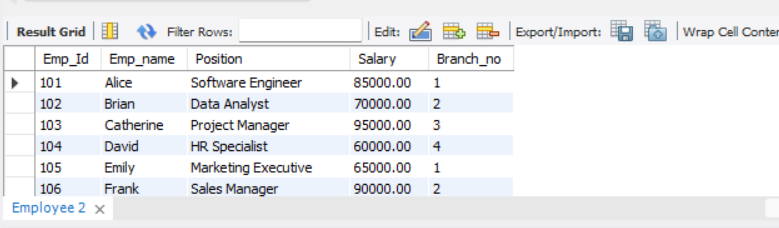 Result Grid Filter Rows: Edit: Export/Import: Wrap Cell Conter
Emp_Id Emp_name Position Salary Branch_no
101 Alice Software Engineer 85000.00 1
102 Brian Data Analyst 70000.00 2
103 Catherine Project Manager 95000.00 3
104 David HR Specialist 60000.00 4
105 Emily Marketing Executive 65000.00 1
106 Frank Sales Manager 90000.00 2
Employee 2